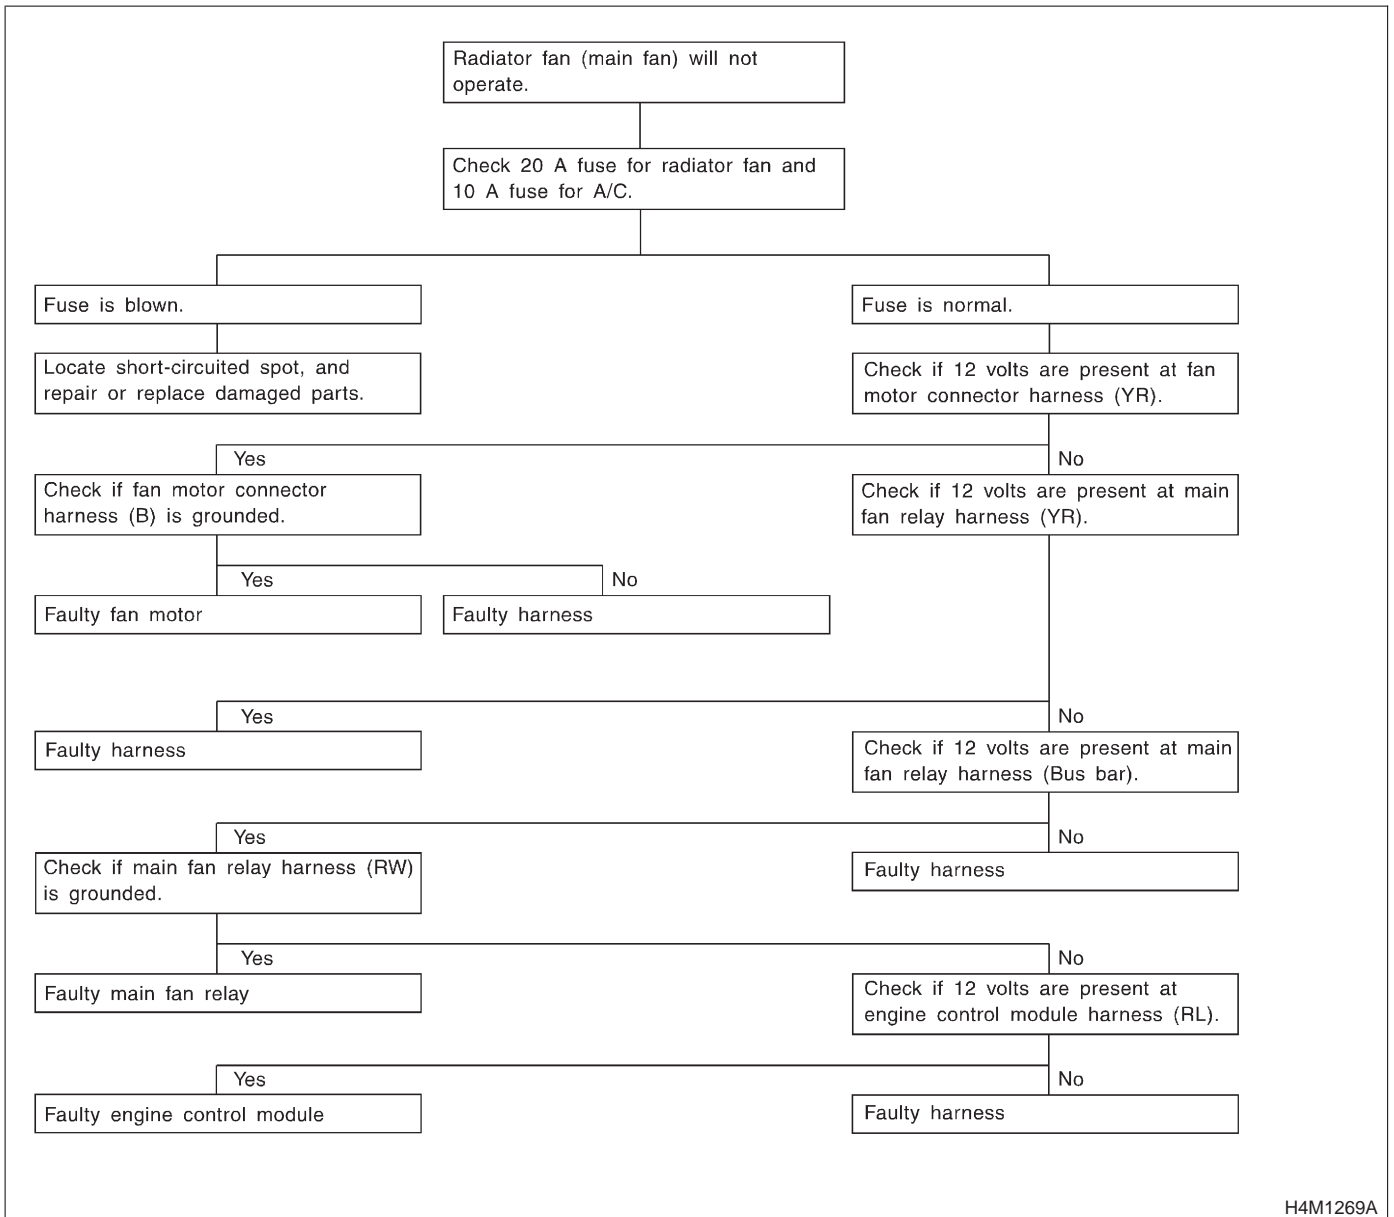 Radiator fan (main fan) will not
operate.
Check 20 A fuse for radiator fan and
10 A fuse for A/C.
Fuse is blown.
Fuse is normal.
Locate short-circuited spot, and
repair or replace damaged parts.
Check if 12 volts are present at fan
motor connector harness (YR).
Yes
No
Check if fan motor connector
harness (B) is grounded.
Check if 12 volts are present at main
fan relay harness (YR).
Yes
No
Faulty fan motor
Faulty harness
Yes
No
Faulty harness
Check if 12 volts are present at main
fan relay harness (Bus bar).
Yes
No
Check if main fan relay harness (RW)
is grounded.
Faulty harness
Yes
No
Faulty main fan relay
Check if 12 volts are present at
engine control module harness (RL).
Yes
No
Faulty engine control module
Faulty harness
H4M1269A